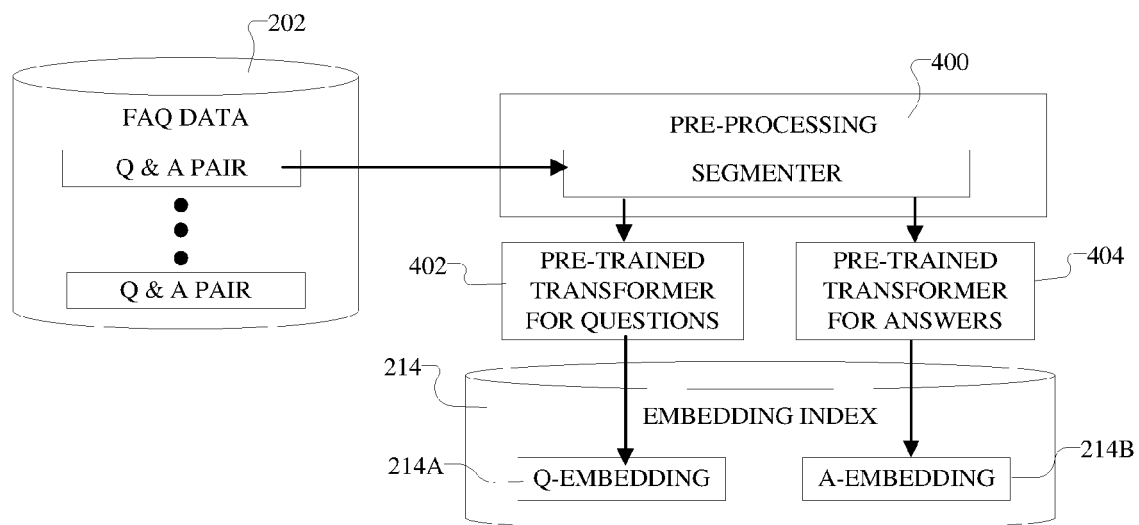 202
FAQ DATA
Q & A PAIR
Q & A PAIR
400
PRE-PROCESSING
SEGMENTER
402
PRE-TRAINED
TRANSFORMER
FOR QUESTIONS
PRE-TRAINED
TRANSFORMER
FOR ANSWERS
404
214
EMBEDDING INDEX
214A
Q-EMBEDDING
A-EMBEDDING
214B